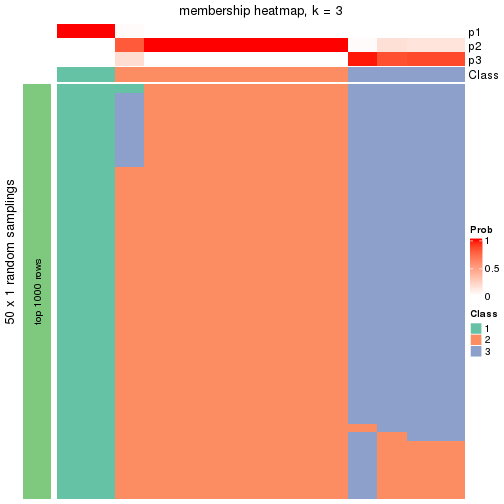 membership heatmap, k = 3
p1
p2
p3
Class
50 x 1 random samplings
top 1000 rows
Prob
1
0.5
0
Class
1
2
3